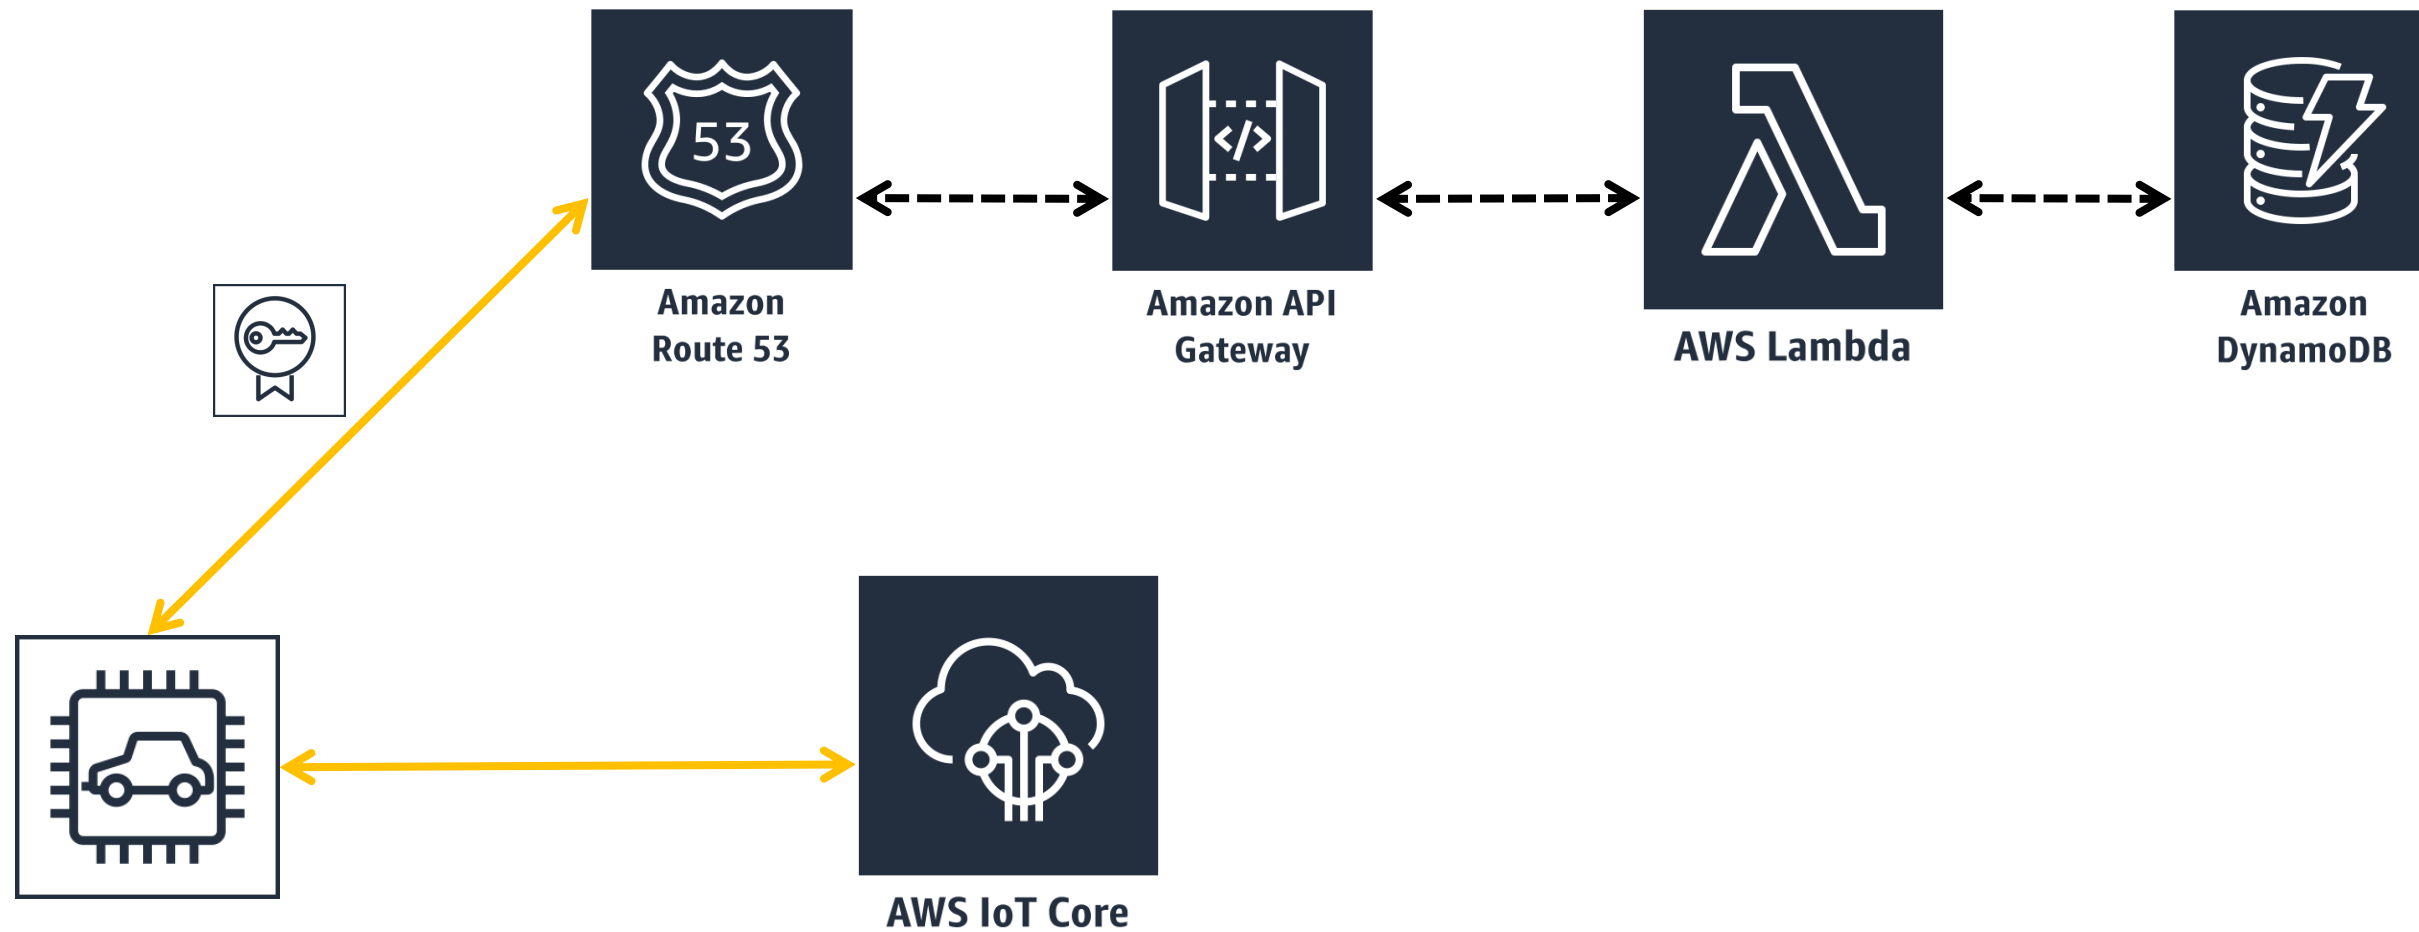 53
Amazon
Route 53
Amazon API
Gateway
</>
AWS Lambda
Amazon
DynamoDB
AWS IoT Core